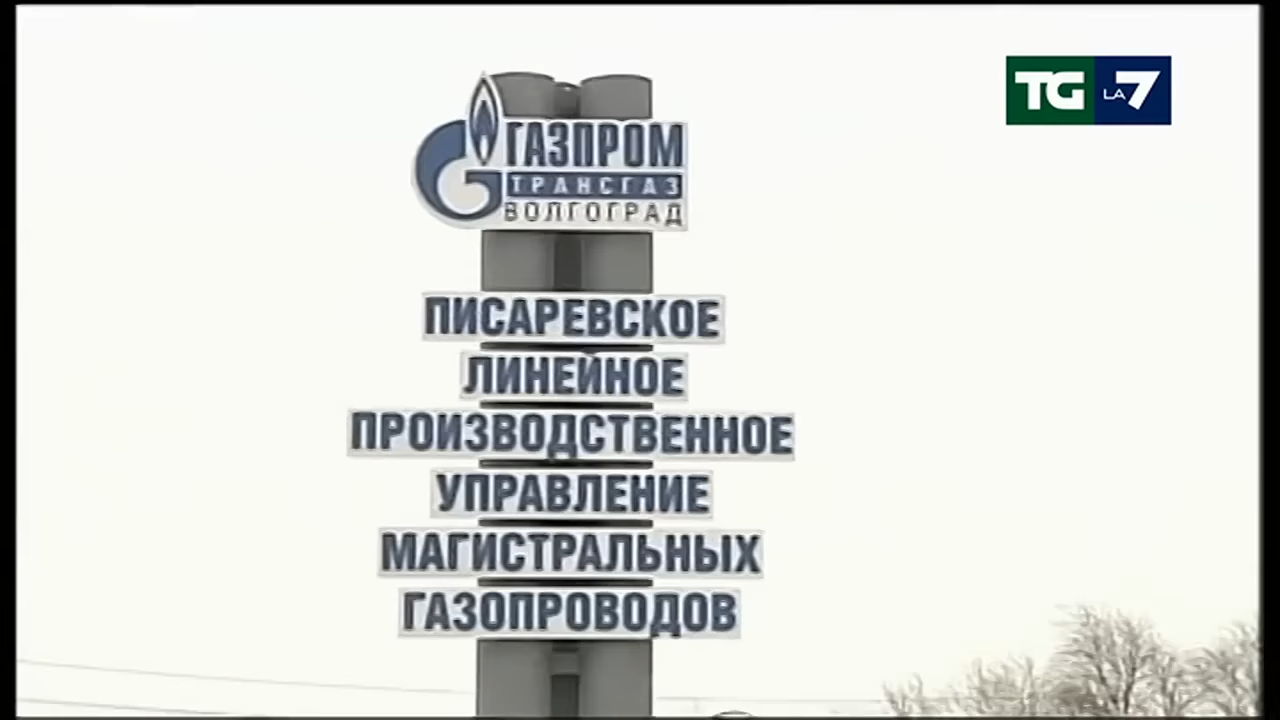 TG LA7
ГАЗПРОМ
ТРАНСГАЗ
ВОЛГОГРАД
ПИСАРЕВСКОЕ
ЛИНЕЙНОЕ
ПРОИЗВОДСТВЕННОЕ
УПРАВЛЕНИЕ
МАГИСТРАЛЬНЫХ
ГАЗОПРОВОДОВ